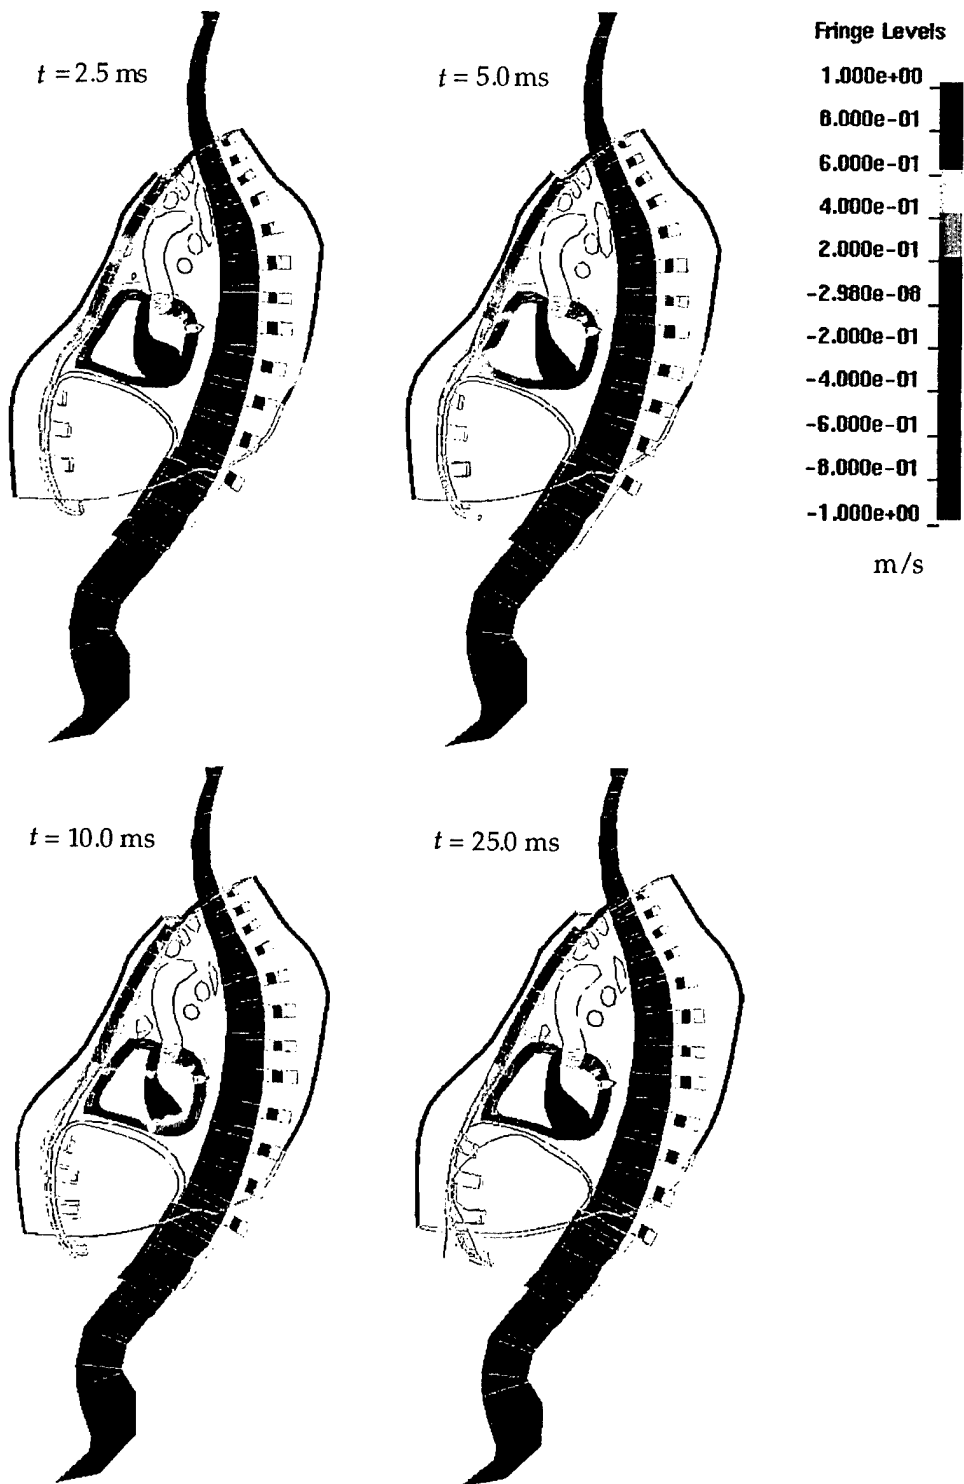 t = 2.5 ms
t = 5.0 ms
Fringe Levels
1.000e+00
8.000e-01
6.000e-01
4.000e-01
2.000e-01
-2.980e-08
-2.000e-01
-4.000e-01
-6.000e-01
-8.000e-01
-1.000e+00
m/s
t = 10.0 ms
t = 25.0 ms